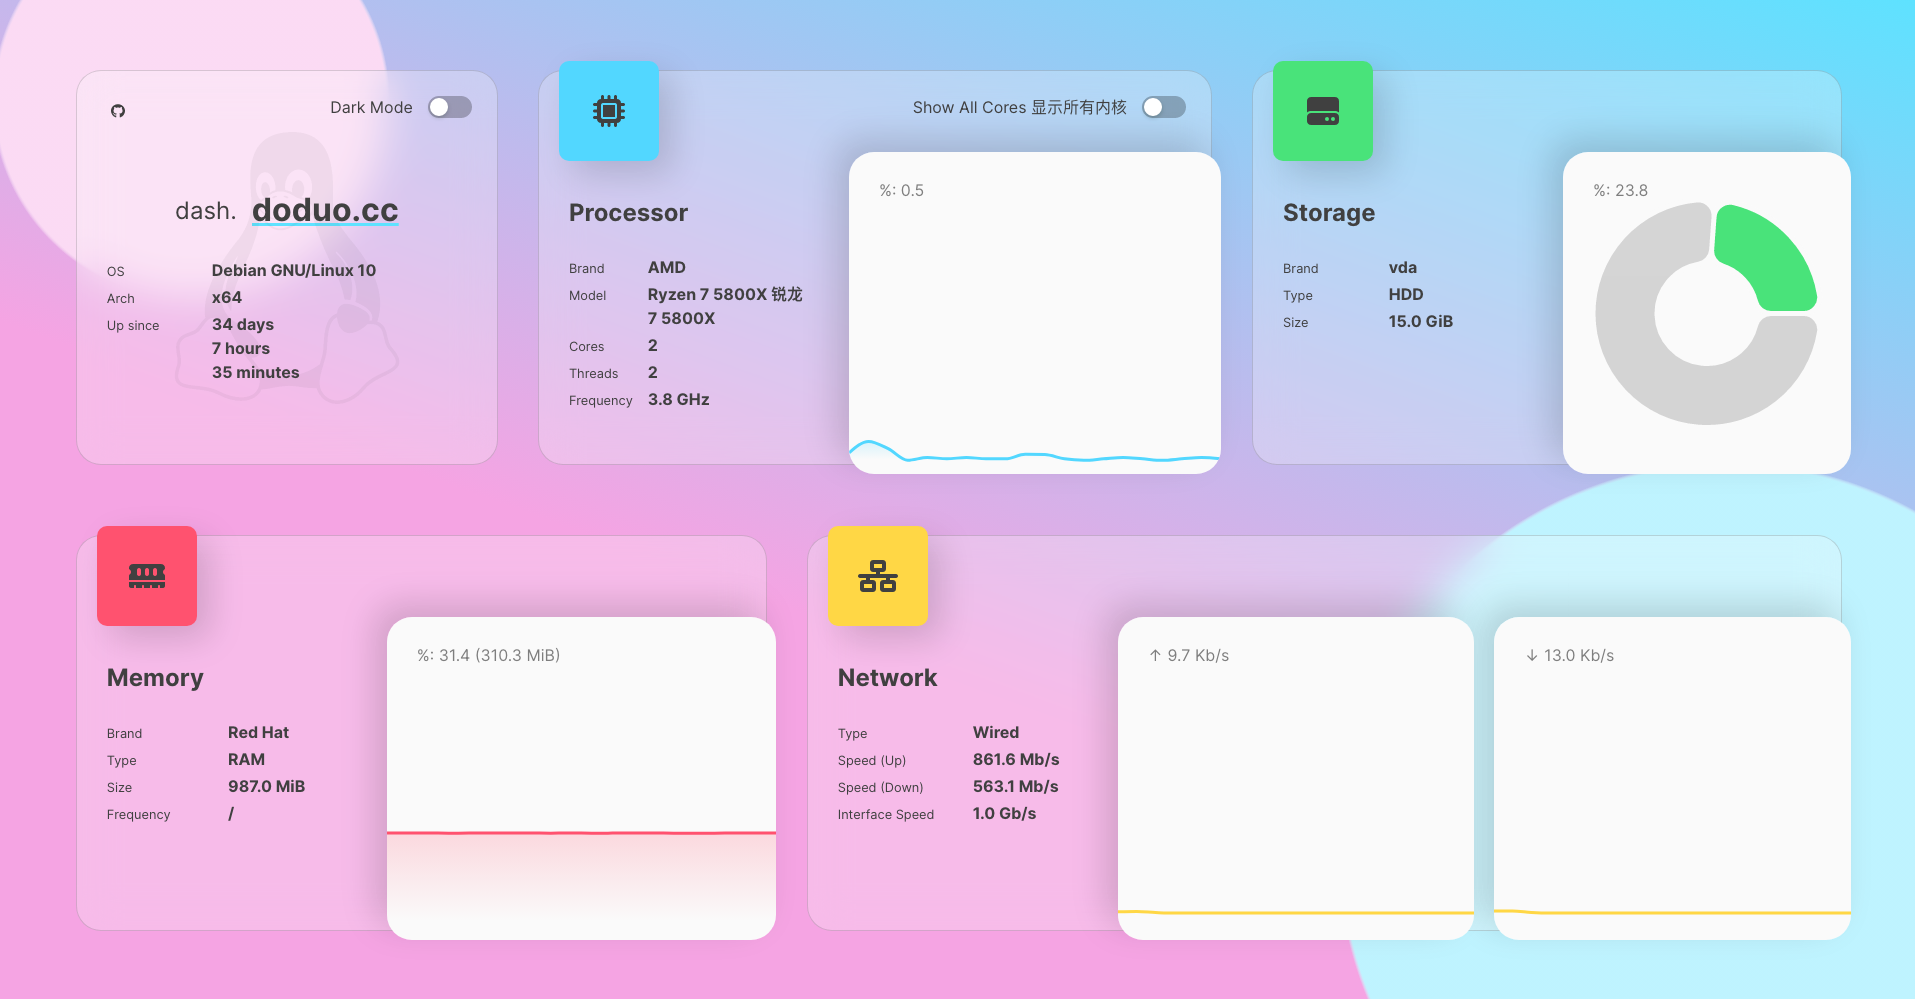 Dark Mode
dash. doduo.cc
OS Debian GNU/Linux 10
Arch x64
Up since 34 days
7 hours
35 minutes
Show All Cores 显示所有内核
%: 0.5
Processor
Brand AMD
Model Ryzen 7 5800X 锐龙
7 5800X
Cores 2
Threads 2
Frequency 3.8 GHz
%: 23.8
Storage
Brand vda
Type HDD
Size 15.0 GiB
%: 31.4 (310.3 MiB)
Memory
Brand Red Hat
Type RAM
Size 987.0 MiB
Frequency /
↑ 9.7 Kb/s
↓ 13.0 Kb/s
Network
Type Wired
Speed (Up) 861.6 Mb/s
Speed (Down) 563.1 Mb/s
Interface Speed 1.0 Gb/s